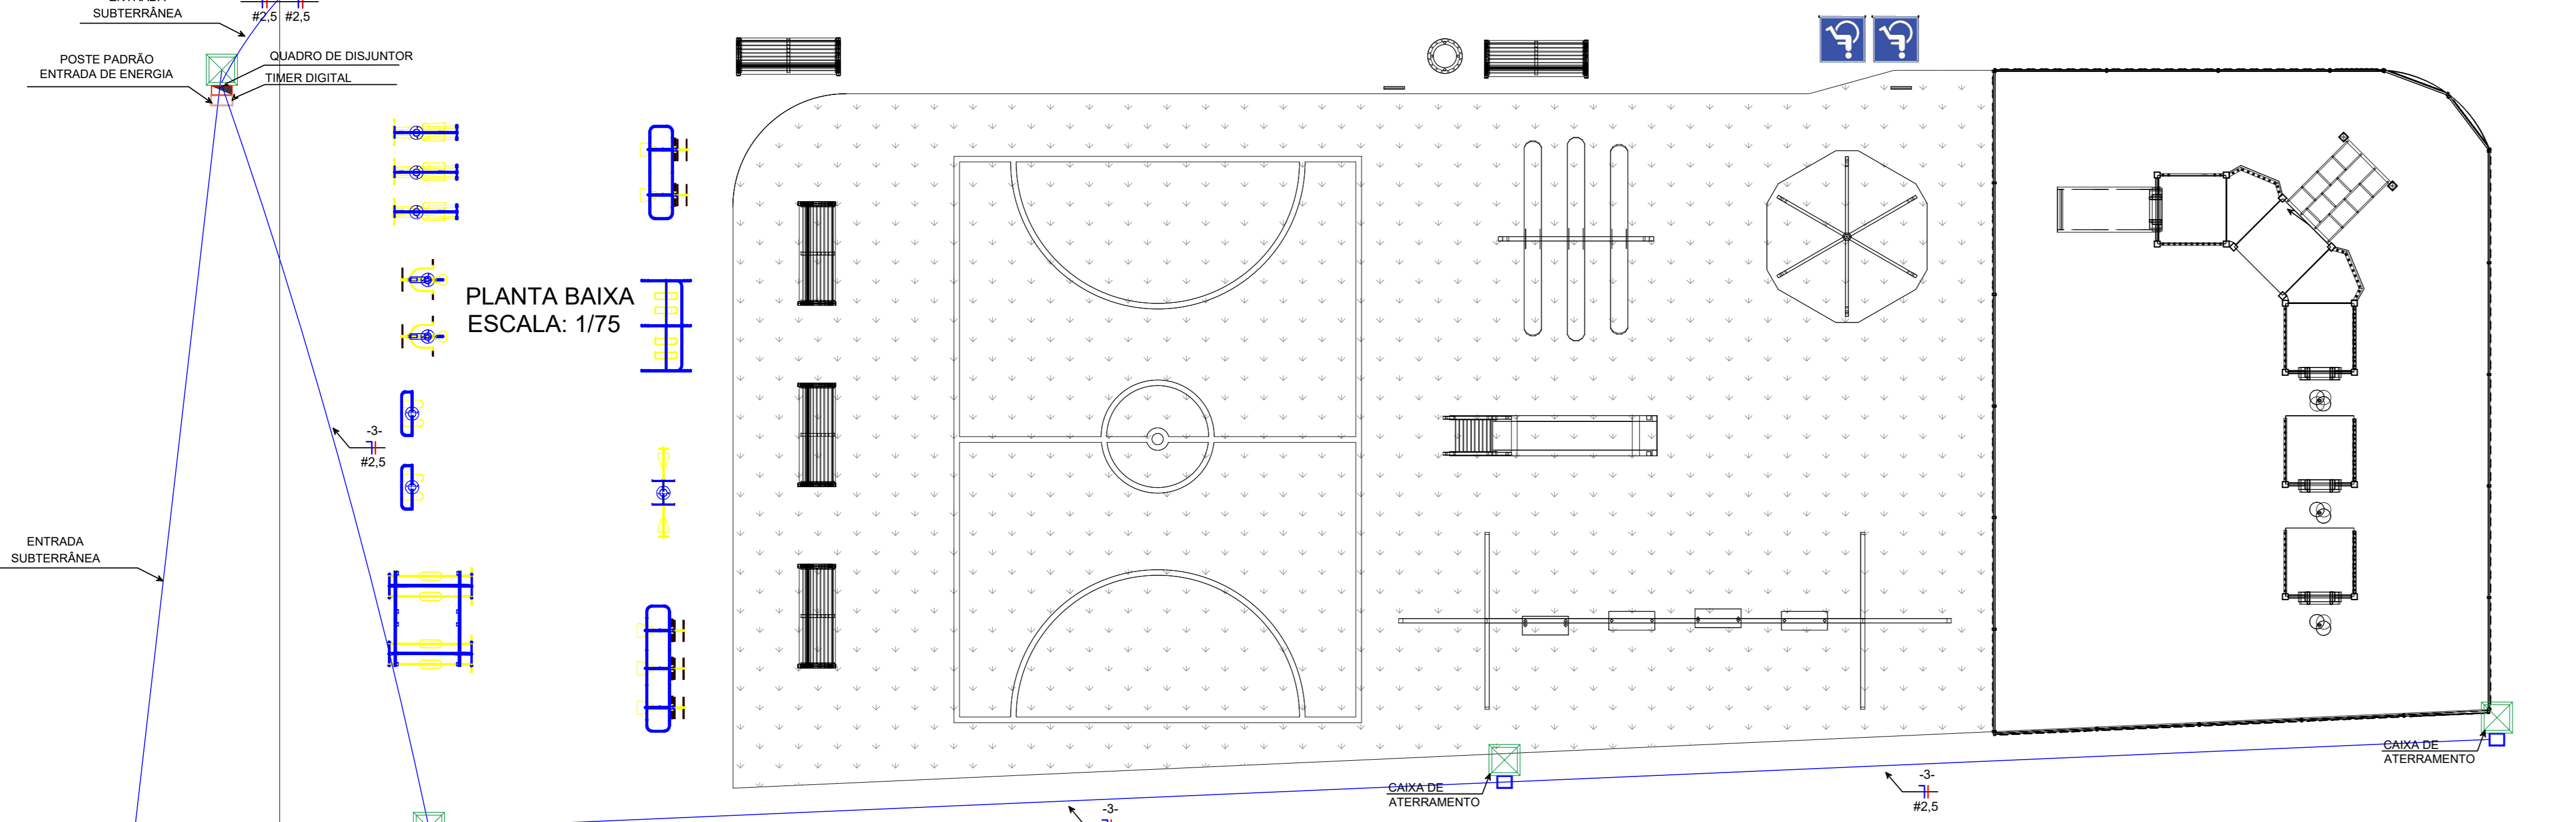 SUBTERRÂNEA
#2,5 #2,5
POSTE PADRÃO
ENTRADA DE ENERGIA
QUADRO DE DISJUNTOR
TIMER DIGITAL
PLANTA BAIXA
ESCALA: 1/75
-3-
#2,5
ENTRADA
SUBTERRÂNEA
CAIXA DE
ATERRAMENTO
-3-
#2,5
CAIXA DE
ATERRAMENTO
-3-